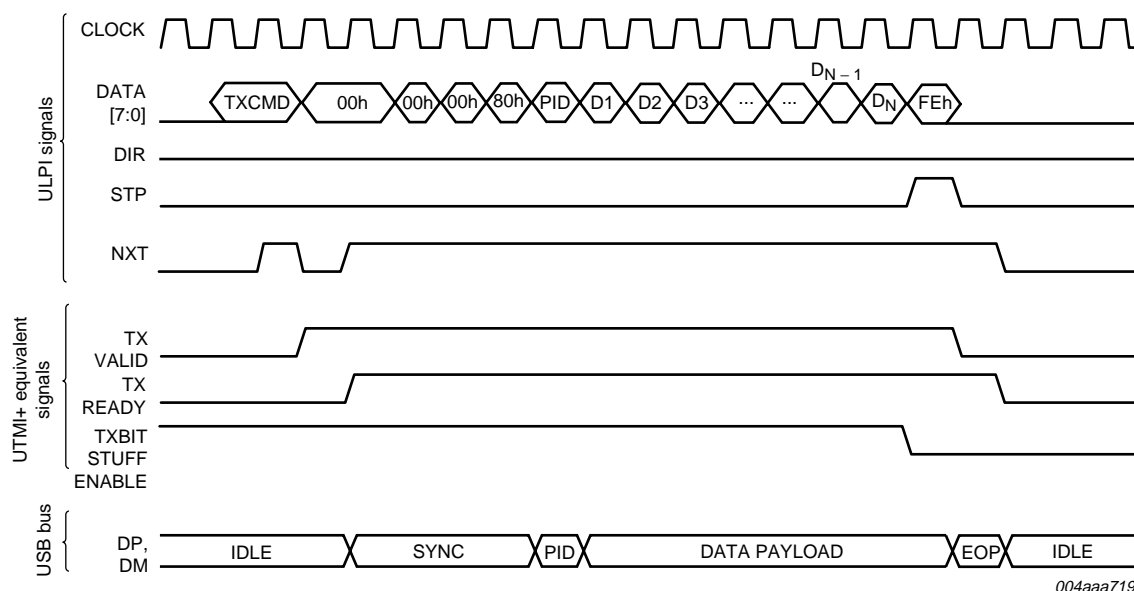 ULPI signals
CLOCK
DATA
[7:0]
TXCMD 00h 00h 00h 80h PID D1 D2 D3 ... ... DN – 1 DN FEh
DIR
STP
NXT
UTMI+ equivalent
signals
TX
VALID
TX
READY
TXBIT
STUFF
ENABLE
USB bus
DP,
DM
IDLE SYNC PID DATA PAYLOAD EOP IDLE
004aaa719